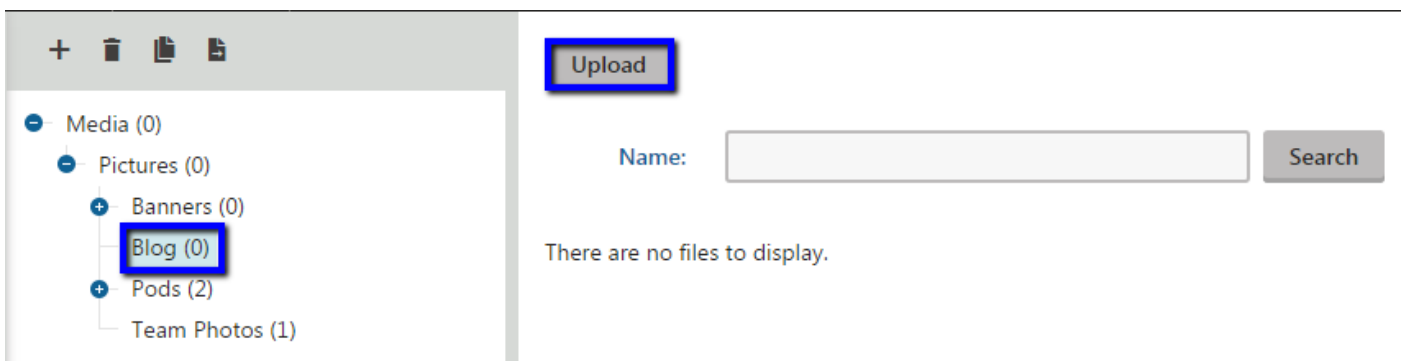 Upload
Media (0)
Pictures (0)
Name:
Search
Banners (0)
Blog (0)
There are no files to display.
Pods (2)
Team Photos (1)